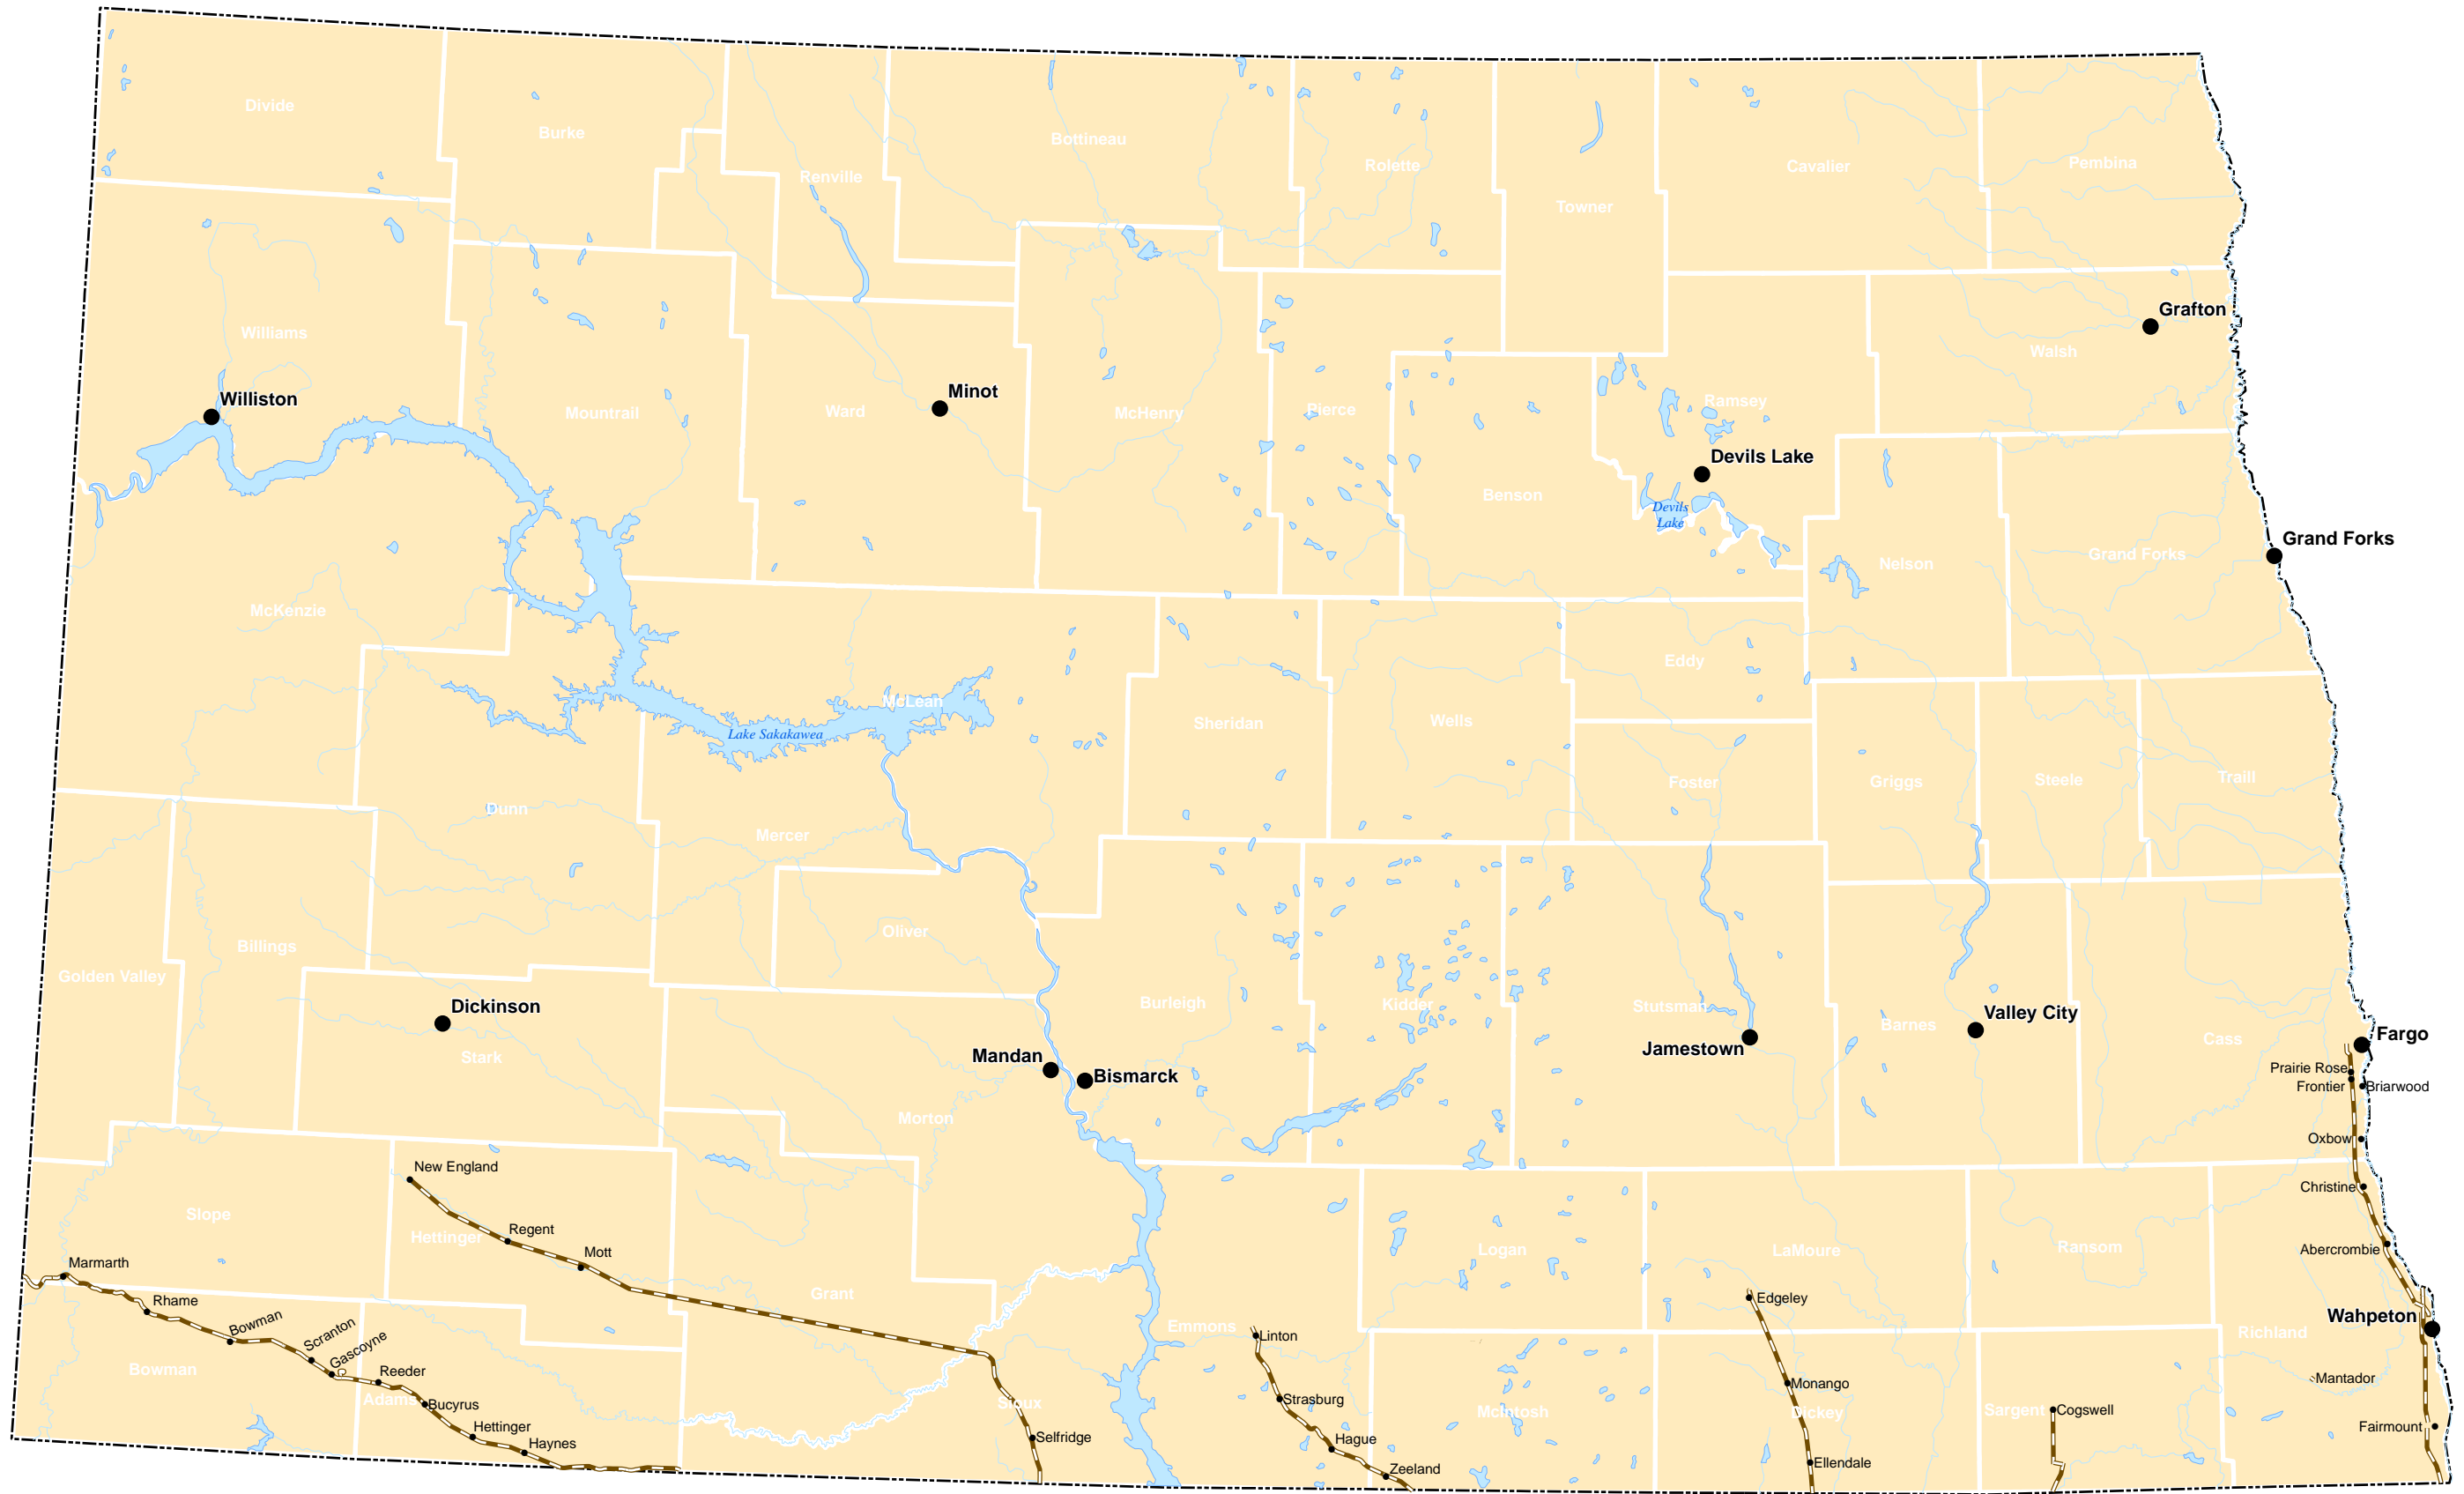 Divide
Burke
Renville
Bottineau
Rolette
Towner
Cavalier
Pembina
Williams
Williston
Mountrail
Ward
Minot
McHenry
Pierce
Benson
Ramsey
Devils Lake
Devils
Lake
Walsh
Grafton
Nelson
Grand Forks
Grand Forks
McKenzie
Dunn
McLean
Lake Sakakawea
Mercer
Sheridan
Wells
Eddy
Foster
Griggs
Steele
Traill
Golden Valley
Billings
Dickinson
Stark
Oliver
Mandan
Bismarck
Morton
Burleigh
Kidder
Stutsman
Jamestown
Barnes
Valley City
Cass
Fargo
Prairie Rose
Frontier
Briarwood
Oxbow
Christine
Abercrombie
Wahpeton
Richland
Mantador
Fairmount
Slope
New England
Hettinger
Regent
Mott
Grant
Marmarth
Rhame
Bowman
Scranton
Gascoyne
Bowman
Reeder
Adams
Bucyrus
Hettinger
Haynes
Sioux
Selfridge
Emmons
Linton
Strasburg
Hague
Zeeland
Logan
McIntosh
LaMoure
Edgeley
Monango
Dickey
Ellendale
Ransom
Sargent
Cogswell